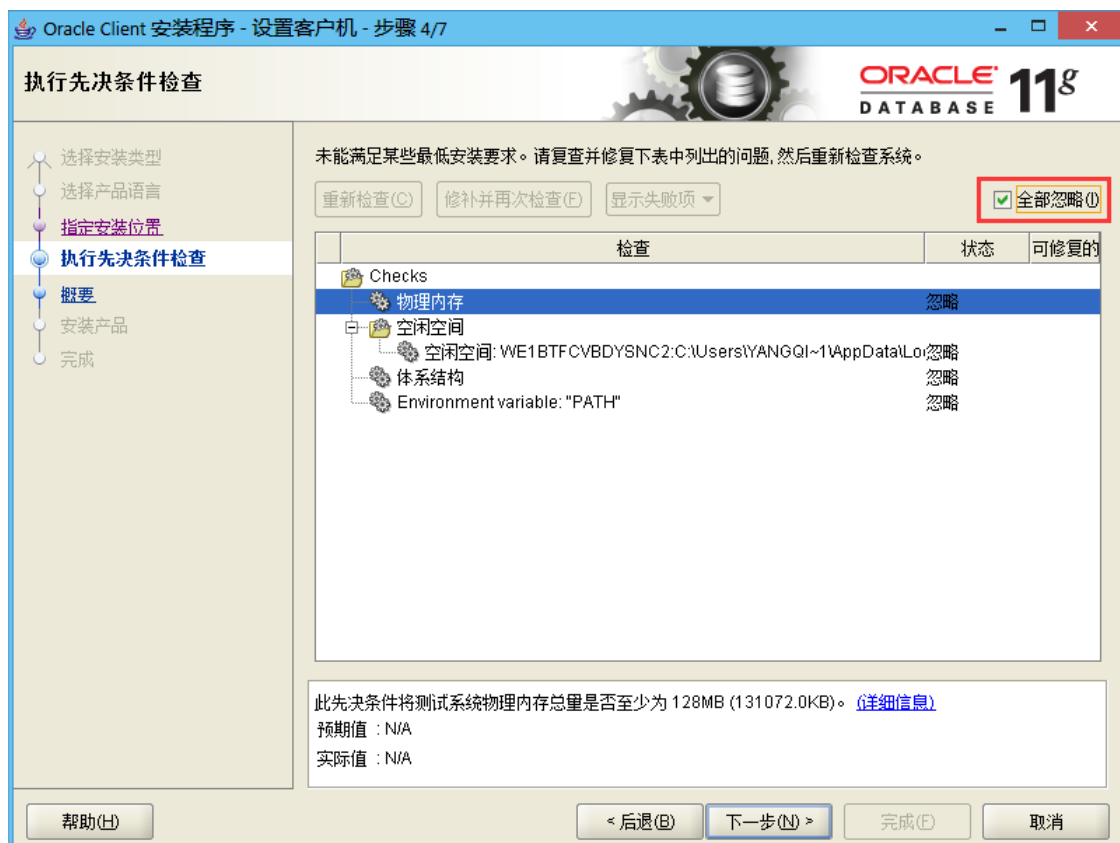 Oracle Client 安装程序 - 设置客户机 - 步骤 4/7
执行先决条件检查
ORACLE 11g
DATABASE
选择安装类型
选择产品语言
指定安装位置
执行先决条件检查
概要
安装产品
完成
未能满足某些最低安装要求。请复查并修复下表中列出的问题, 然后重新检查系统。
重新检查(C) 修补并再次检查(F) 显示失败项 全部忽略(I)
检查 状态 可修复的
Checks
物理内存 忽略
空闲空间
空闲空间: WE1BTFCVBDYSNC2:C:\Users\YANGQI~1\AppData\Lo 忽略
体系结构 忽略
Environment variable: "PATH" 忽略
此先决条件将测试系统物理内存总量是否至少为 128MB (131072.0KB)。 (详细信息)
预期值 : N/A
实际值 : N/A
帮助(H) < 后退(B) 下一步(N) > 完成(F) 取消